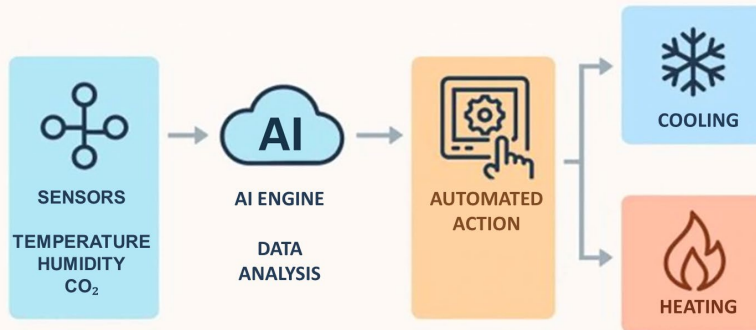 SENSORS
TEMPERATURE
HUMIDITY
CO₂
AI
AI ENGINE
DATA
ANALYSIS
AUTOMATED
ACTION
COOLING
HEATING